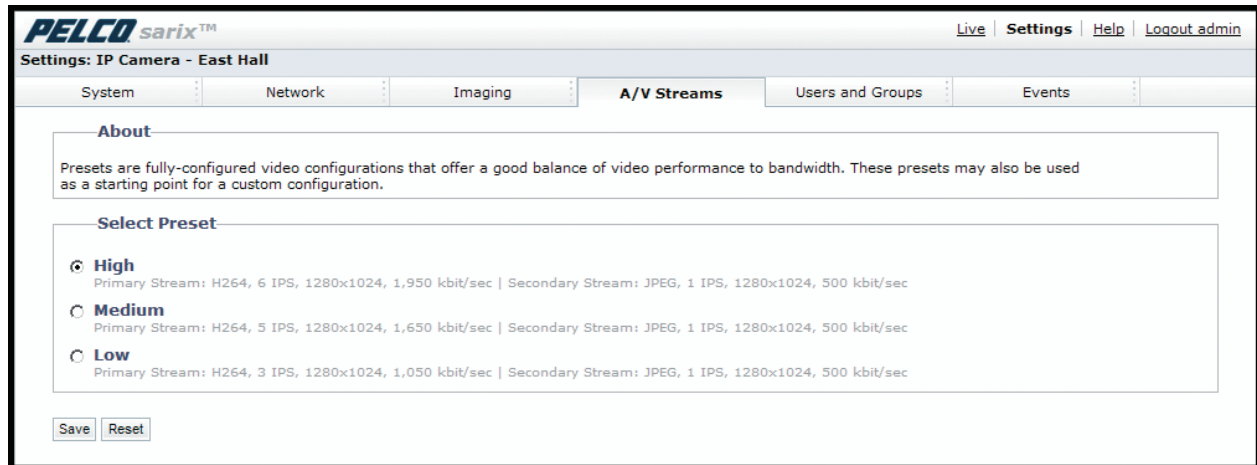 PELCO sarix™
Live | Settings | Help | Logout admin
Settings: IP Camera - East Hall
System Network Imaging A/V Streams Users and Groups Events
About
Presets are fully-configured video configurations that offer a good balance of video performance to bandwidth. These presets may also be used
as a starting point for a custom configuration.
Select Preset
High
Primary Stream: H264, 6 IPS, 1280x1024, 1,950 kbit/sec | Secondary Stream: JPEG, 1 IPS, 1280x1024, 500 kbit/sec
Medium
Primary Stream: H264, 5 IPS, 1280x1024, 1,650 kbit/sec | Secondary Stream: JPEG, 1 IPS, 1280x1024, 500 kbit/sec
Low
Primary Stream: H264, 3 IPS, 1280x1024, 1,050 kbit/sec | Secondary Stream: JPEG, 1 IPS, 1280x1024, 500 kbit/sec
Save Reset